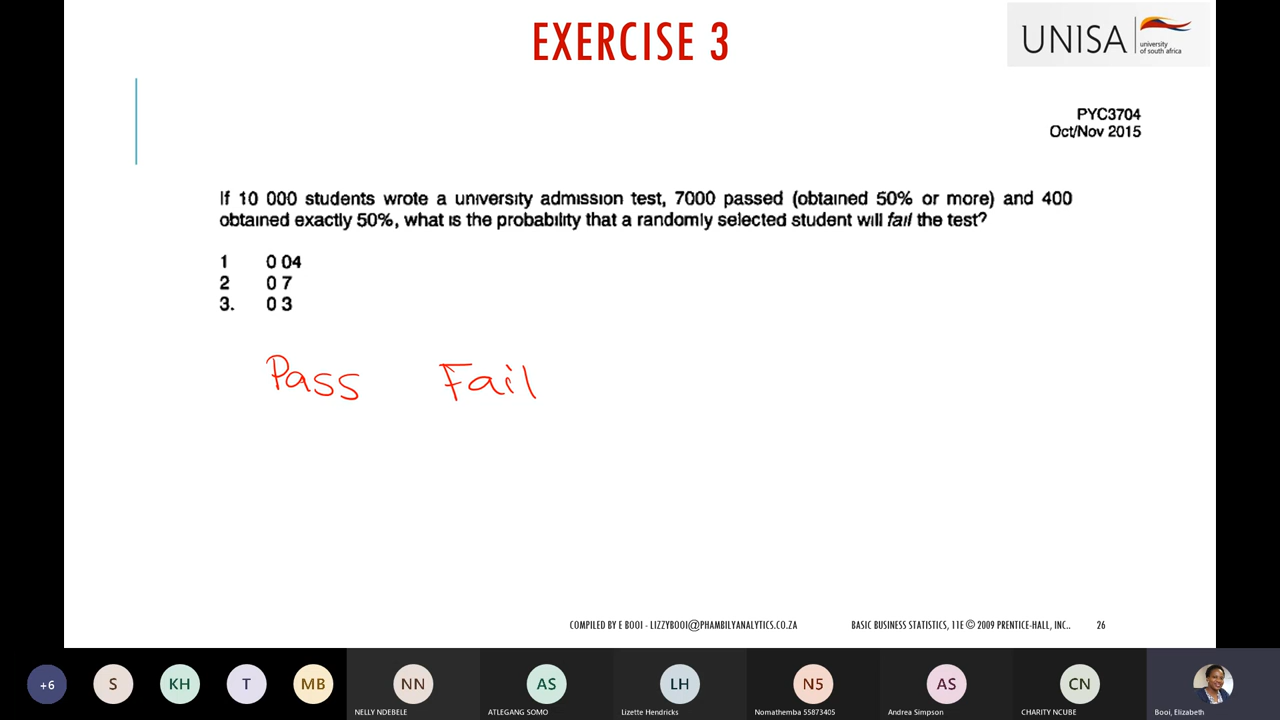 EXERCISE 3
UNISA
university
of south africa
PYC3704
Oct/Nov 2015
If 10 000 students wrote a university admission test, 7000 passed (obtained 50% or more) and 400
obtained exactly 50%, what is the probability that a randomly selected student will fail the test?
1 0 04
2 0 7
3. 0 3
Pass Fail
COMPILED BY E BOOI - LIZZYBOOI@PHAMBILYANALYTICS.CO.ZA BASIC BUSINESS STATISTICS, 11E © 2009 PRENTICE-HALL, INC.. 26
+6 S KH T MB NN AS LH N5 AS CN
NELLY NDEBELE ATLEGANG SOMO Lizette Hendricks Nomathemba 55873405 Andrea Simpson CHARITY NCUBE Booi, Elizabeth